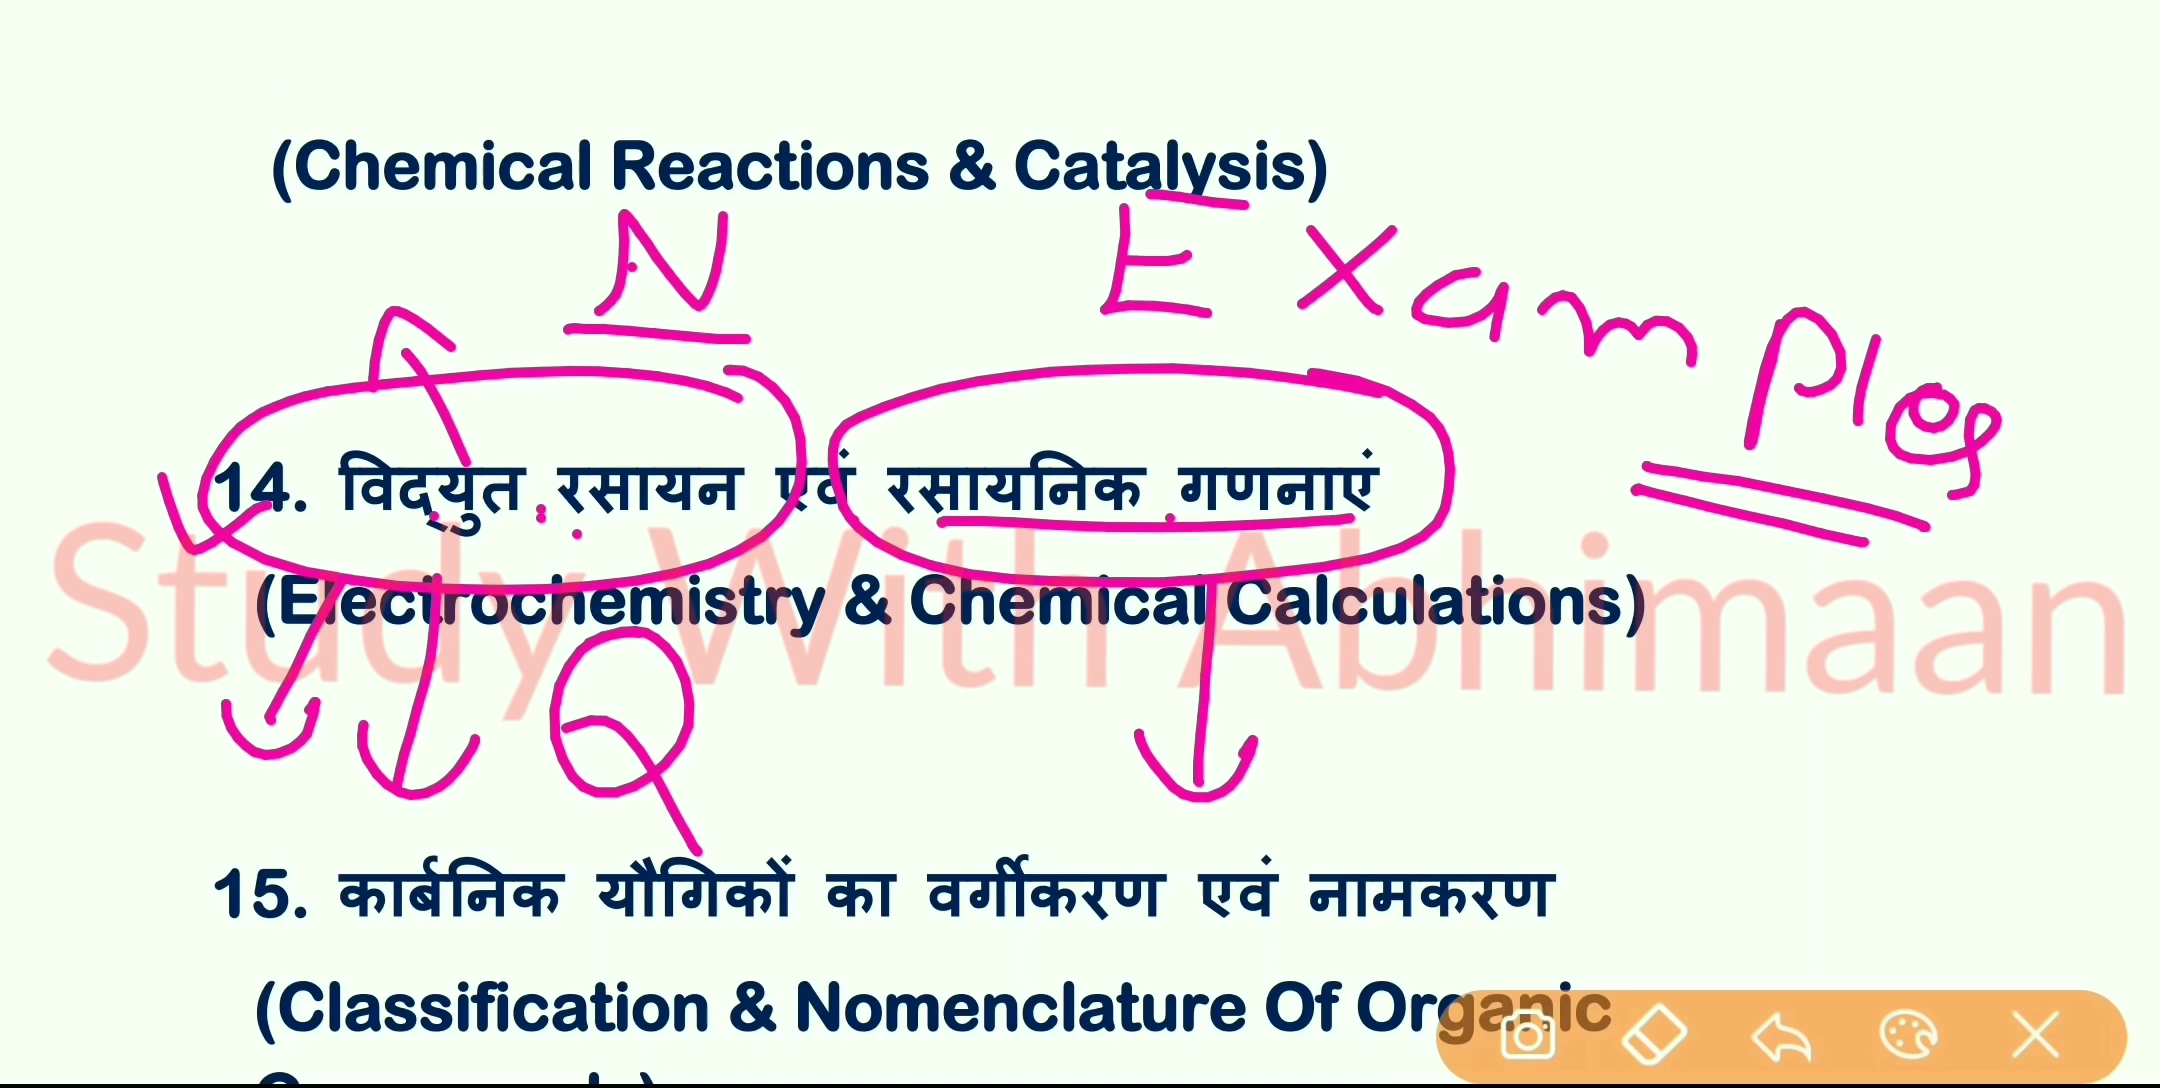 (Chemical Reactions & Catalysis)
N Examples
14. विद्युत रसायन एवं रसायनिक गणनाएं
Study With Abhimaan
(Electrochemistry & Chemical Calculations)
Q
15. कार्बनिक यौगिकों का वर्गीकरण एवं नामकरण
(Classification & Nomenclature Of Organic